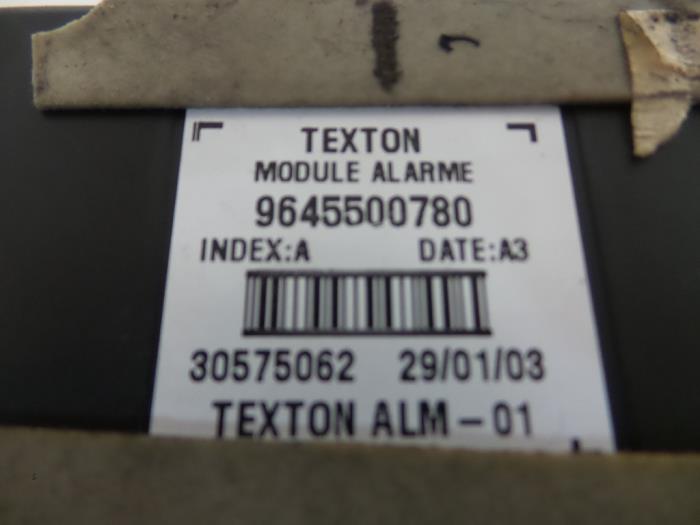 TEXTON
MODULE ALARME
9645500780
INDEX:A DATE:A3
30575062 29/01/03
TEXTON ALM-01